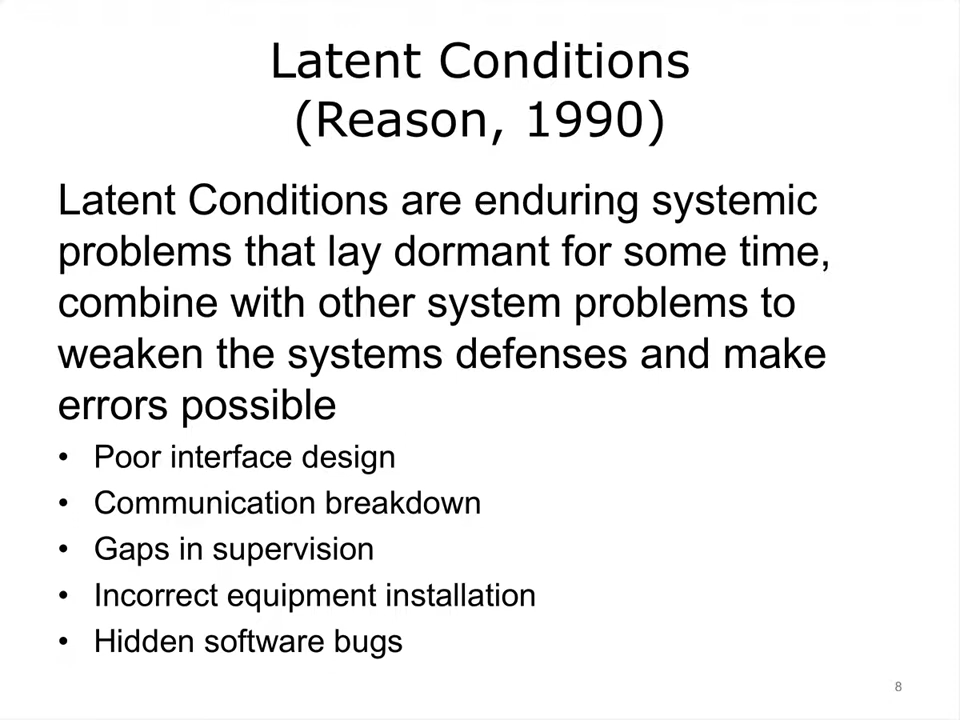 Latent Conditions
(Reason, 1990)
Latent Conditions are enduring systemic
problems that lay dormant for some time,
combine with other system problems to
weaken the systems defenses and make
errors possible
• Poor interface design
• Communication breakdown
• Gaps in supervision
• Incorrect equipment installation
• Hidden software bugs
8